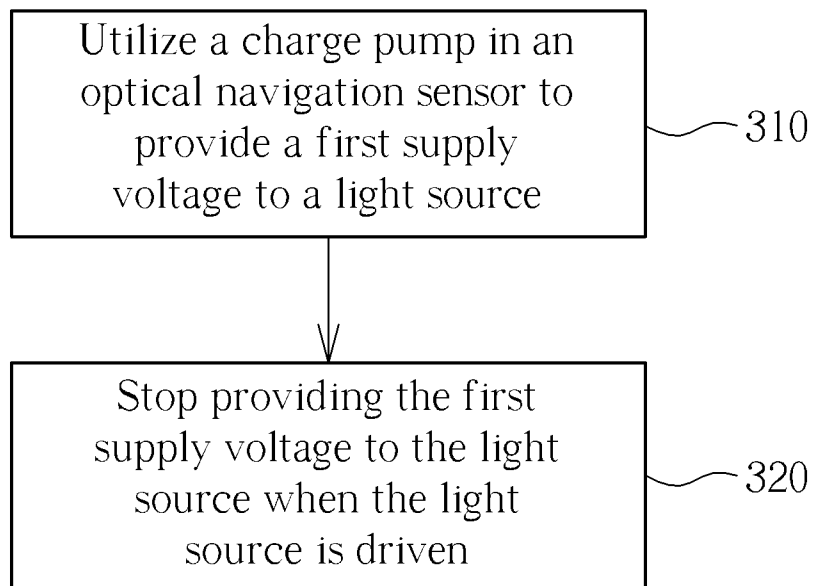 Utilize a charge pump in an
optical navigation sensor to
provide a first supply
voltage to a light source
310
Stop providing the first
supply voltage to the light
source when the light
source is driven
320